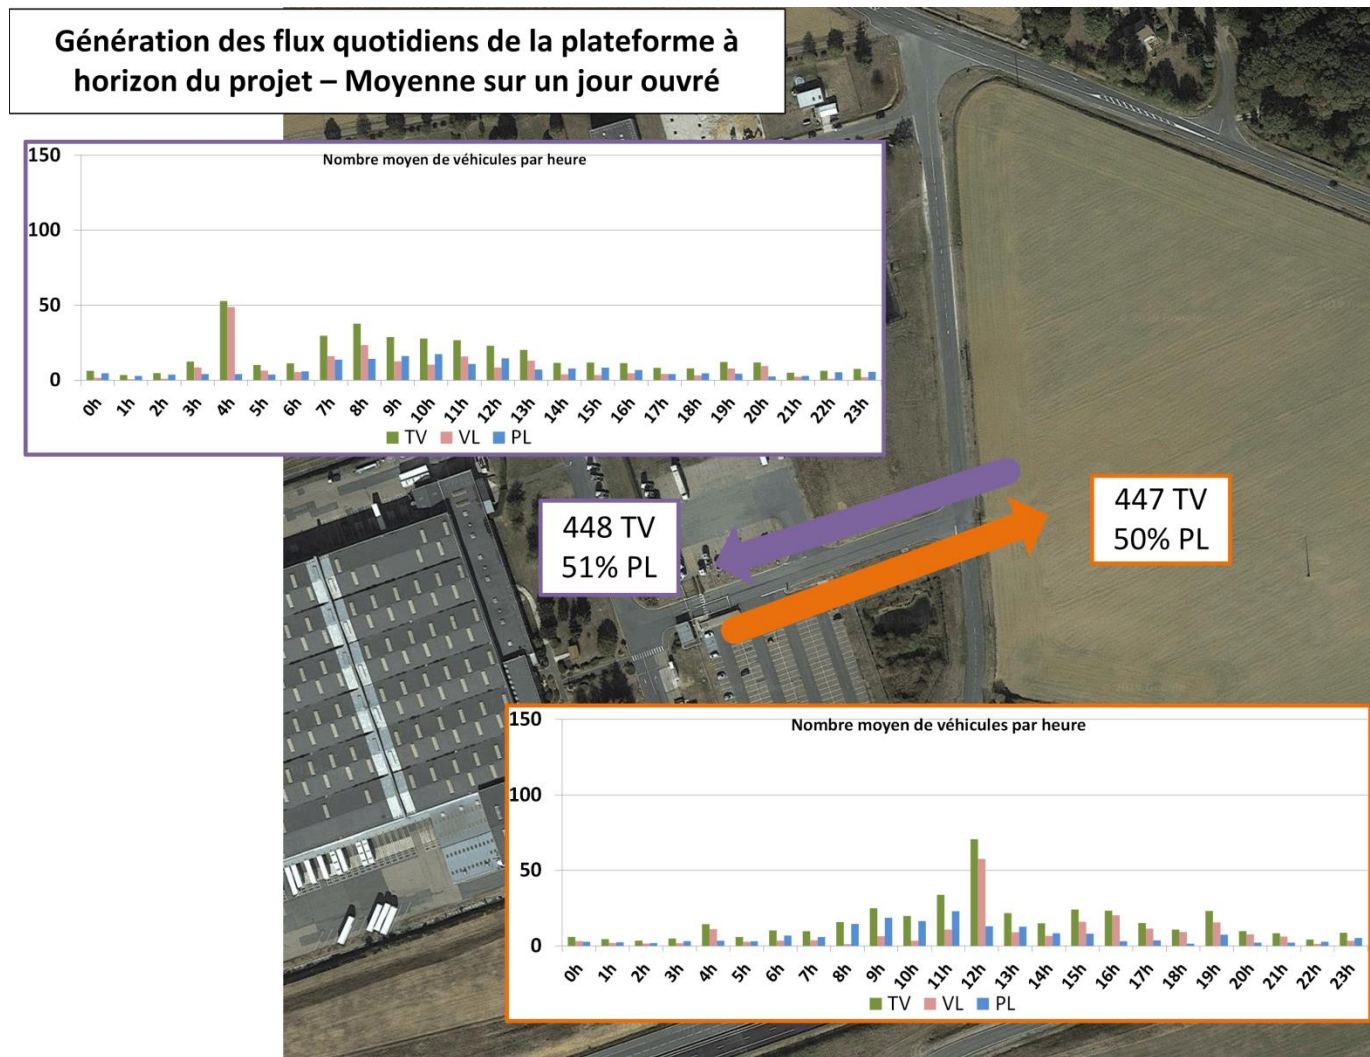 Génération des flux quotidiens de la plateforme à
horizon du projet – Moyenne sur un jour ouvré
Nombre moyen de véhicules par heure
150
100
50
0
0h 1h 2h 3h 4h 5h 6h 7h 8h 9h 10h 11h 12h 13h 14h 15h 16h 17h 18h 19h 20h 21h 22h 23h
TV VL PL
448 TV
51% PL
447 TV
50% PL
Nombre moyen de véhicules par heure
150
100
50
0
0h 1h 2h 3h 4h 5h 6h 7h 8h 9h 10h 11h 12h 13h 14h 15h 16h 17h 18h 19h 20h 21h 22h 23h
TV VL PL